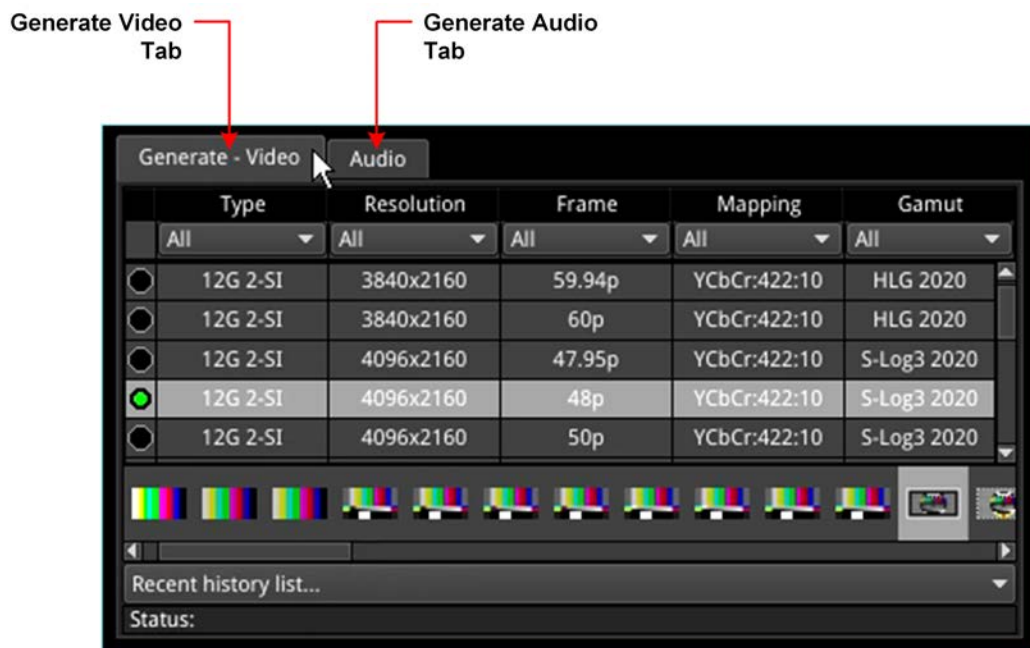 Generate Video Tab
Generate Audio Tab
Generate - Video Audio
Type Resolution Frame Mapping Gamut
All All All All All
12G 2-SI 3840x2160 59.94p YCbCr:422:10 HLG 2020
12G 2-SI 3840x2160 60p YCbCr:422:10 HLG 2020
12G 2-SI 4096x2160 47.95p YCbCr:422:10 S-Log3 2020
12G 2-SI 4096x2160 48p YCbCr:422:10 S-Log3 2020
12G 2-SI 4096x2160 50p YCbCr:422:10 S-Log3 2020
Recent history list...
Status: